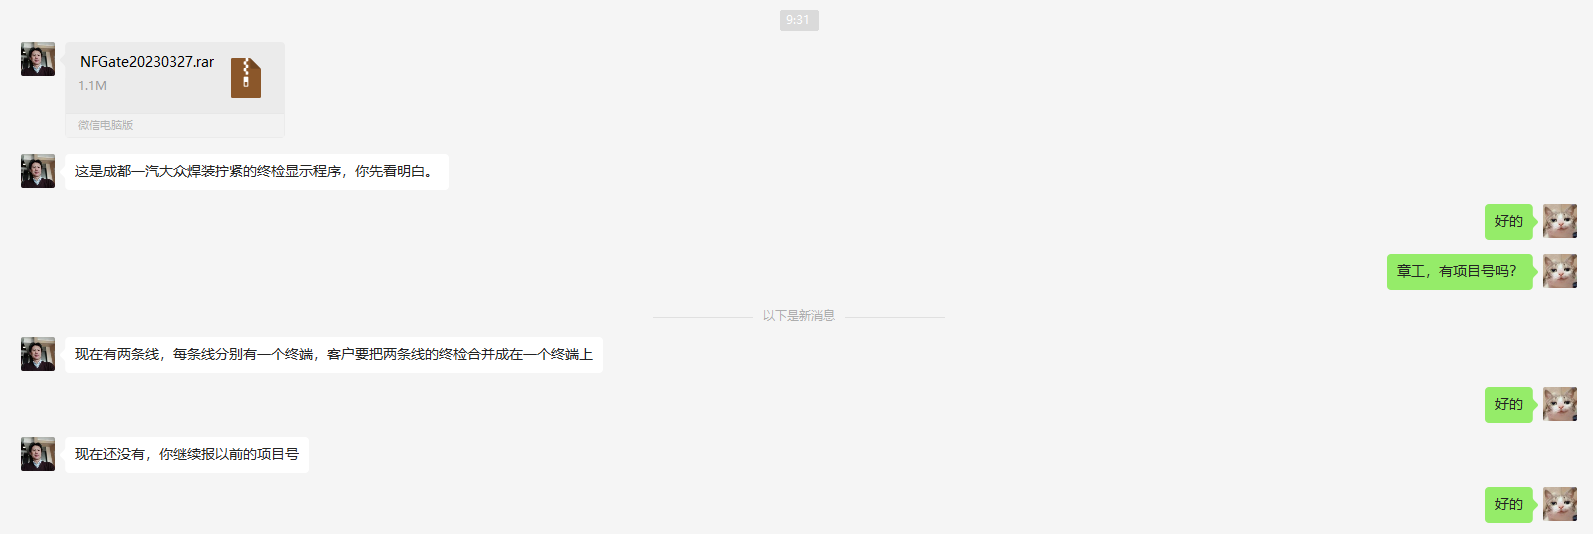 9:31
NFGate20230327.rar
1.1M
微信电脑版
这是成都一汽大众焊装拧紧的终检显示程序，你先看明白。
好的
章工，有项目号吗？
以下是新消息
现在有两条线，每条线分别有一个终端，客户要把两条线的终检合并成在一个终端上
好的
现在还没有，你继续报以前的项目号
好的